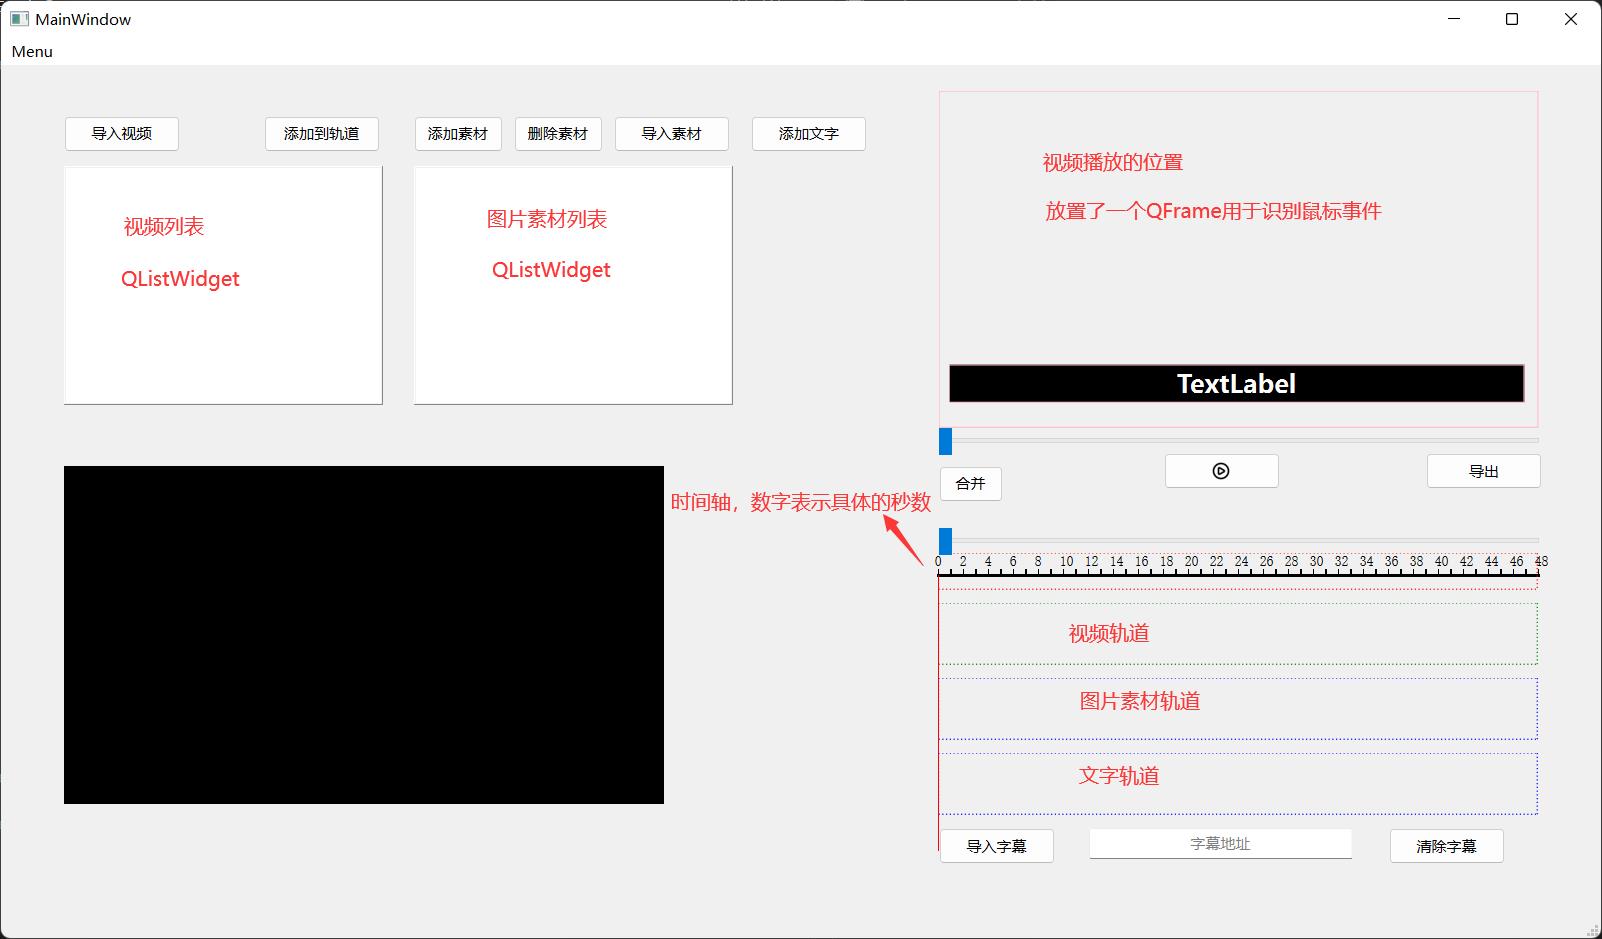 MainWindow
Menu
导入视频
添加到轨道
添加素材
删除素材
导入素材
添加文字
视频列表
QListWidget
图片素材列表
QListWidget
视频播放的位置
放置了一个QFrame用于识别鼠标事件
TextLabel
合并
导出
时间轴，数字表示具体的秒数
0 2 4 6 8 10 12 14 16 18 20 22 24 26 28 30 32 34 36 38 40 42 44 46 48
视频轨道
图片素材轨道
文字轨道
导入字幕
字幕地址
清除字幕